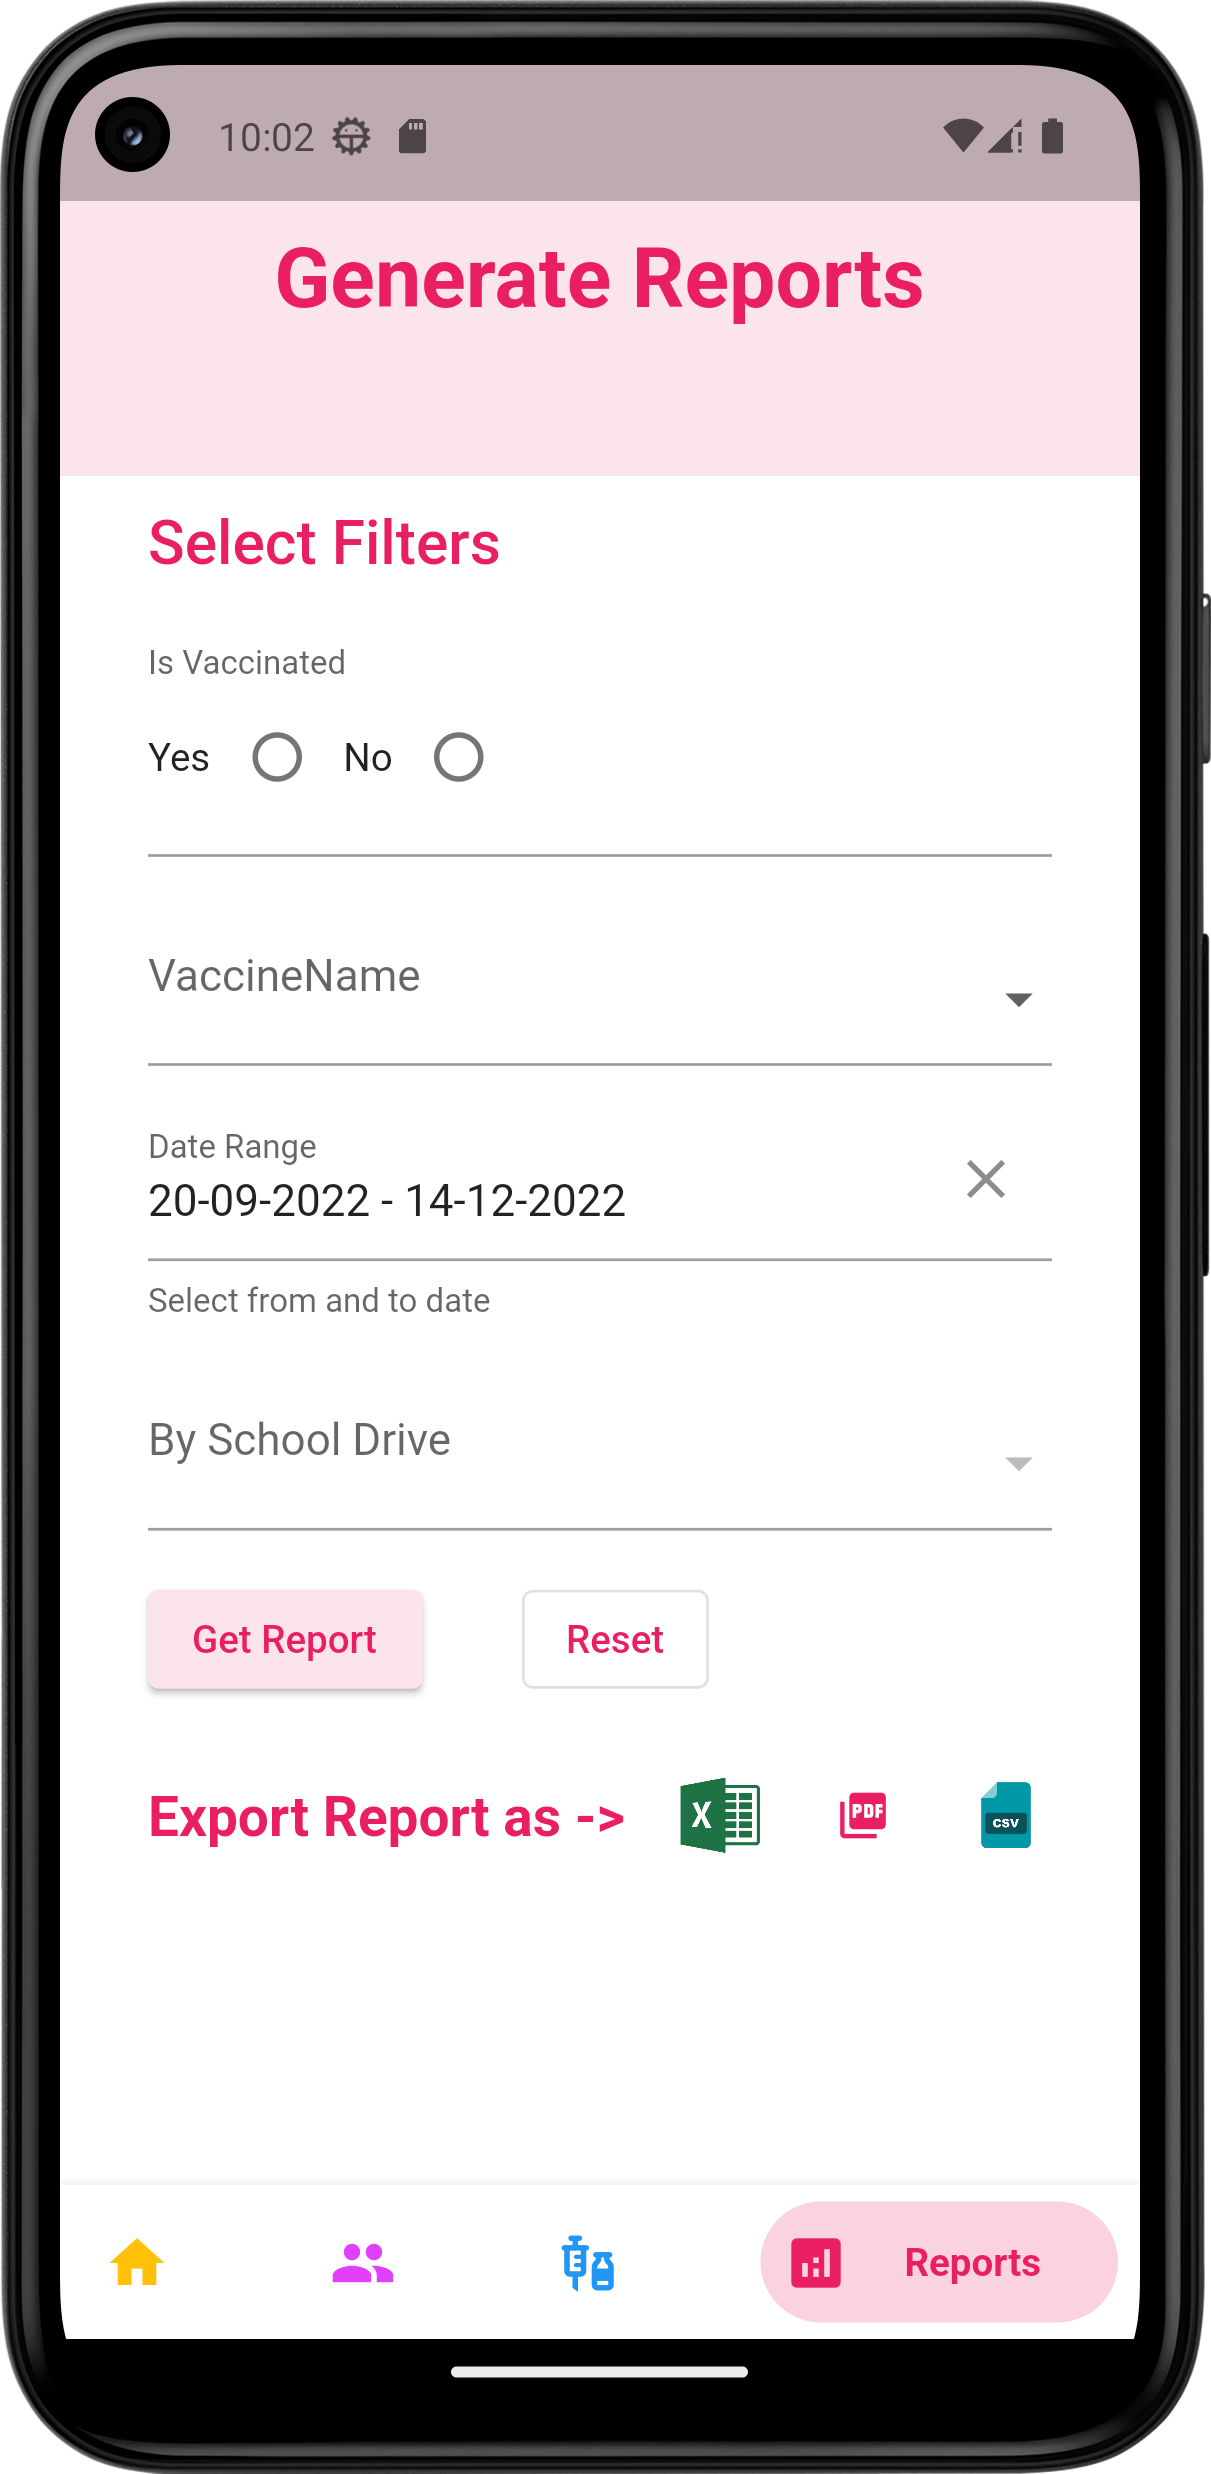 10:02
Generate Reports
Select Filters
Is Vaccinated
Yes No
VaccineName
Date Range
20-09-2022 - 14-12-2022
Select from and to date
By School Drive
Get Report Reset
Export Report as -> X PDF CSV
Reports